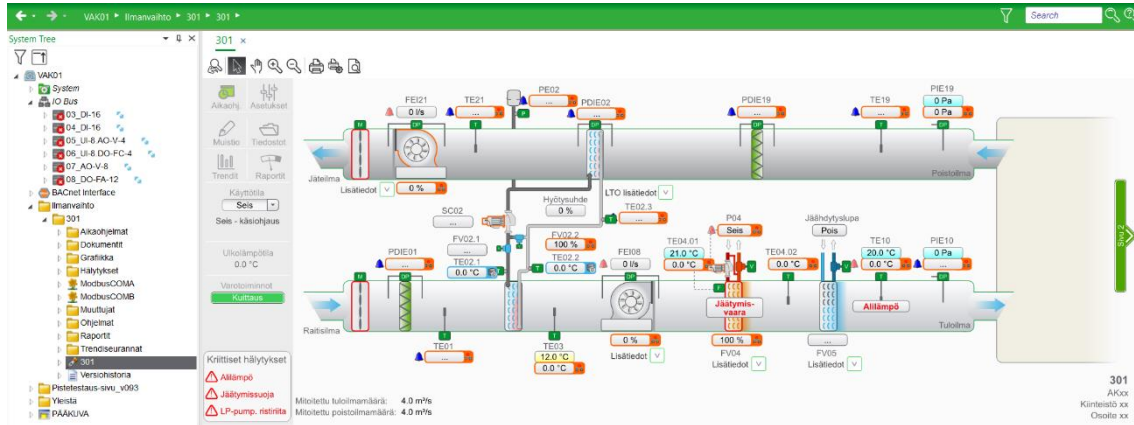 VAK01 ▸ Ilmanvaihto ▸ 301 ▸ 301 ▸
Search
System Tree
VAK01
System
IO Bus
03_DI-16
04_DI-16
05_UI-8.AO-V-4
06_UI-8.DO-FC-4
07_AO-V-8
08_DO-FA-12
BACnet Interface
Ilmanvaihto
301
Aikaohjelmat
Dokumentit
Grafiikka
Hälytykset
ModbusCOMA
ModbusCOMB
Muuttujat
Ohjelmat
Raportit
Trendiseurannat
301
Versiohistoria
Pistetestaus-sivu_v093
Yleistä
PÄÄKUVA
301 ×
Aikaohj. Asetukset
Muistio Tiedostot
Trendit Raportit
Käyttötila
Seis
Seis - käsiohjaus
Ulkolämpötila
0.0 °C
Varotoiminnot
Kuittaus
Kriittiset hälytykset
Alilämpö
Jäätymissuoja
LP-pump. ristiriita
FEI21
0 l/s
TE21
...
PE02
...
PDIE02
...
PDIE19
...
TE19
...
PIE19
0 Pa
0 Pa
M
DP
T
P
DP
DP
T
DP
Jäteilma
Poistoilma
Lisätiedot
0 %
LTO lisätiedot
Hyötysuhde
0 %
TE02.3
...
SC02
...
FV02.1
...
TE02.1
0.0 °C
FV02.2
100 %
TE02.2
0.0 °C
PDIE01
...
FEI08
0 l/s
P04
Seis
TE04.01
21.0 °C
0.0 °C
TE04.02
0.0 °C
Jäähdytyslupa
Pois
TE10
20.0 °C
0.0 °C
PIE10
0 Pa
...
Jäätymis-
vaara
Alilämpö
Raitisilma
Tuloilma
TE01
...
TE03
12.0 °C
0.0 °C
0 %
Lisätiedot
100 %
FV04
Lisätiedot
...
FV05
Lisätiedot
Mitoitettu tuloilmamäärä: 4.0 m³/s
Mitoitettu poistoilmamäärä: 4.0 m³/s
Sivu 2
301
AKxx
Kiinteistö xx
Osoite xx